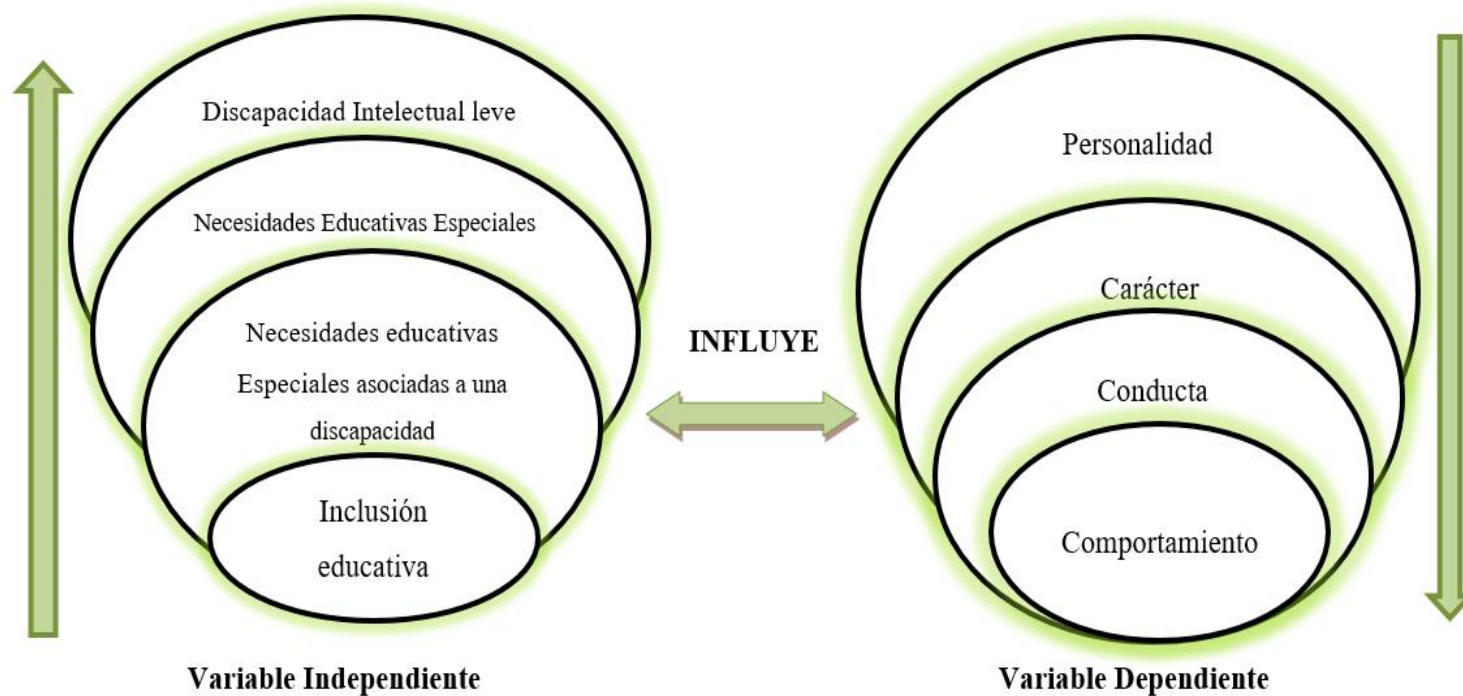 Discapacidad Intelectual leve
Necesidades Educativas Especiales
Necesidades educativas
Especiales asociadas a una
discapacidad
Inclusión
educativa
Variable Independiente
INFLUYE
Personalidad
Carácter
Conducta
Comportamiento
Variable Dependiente